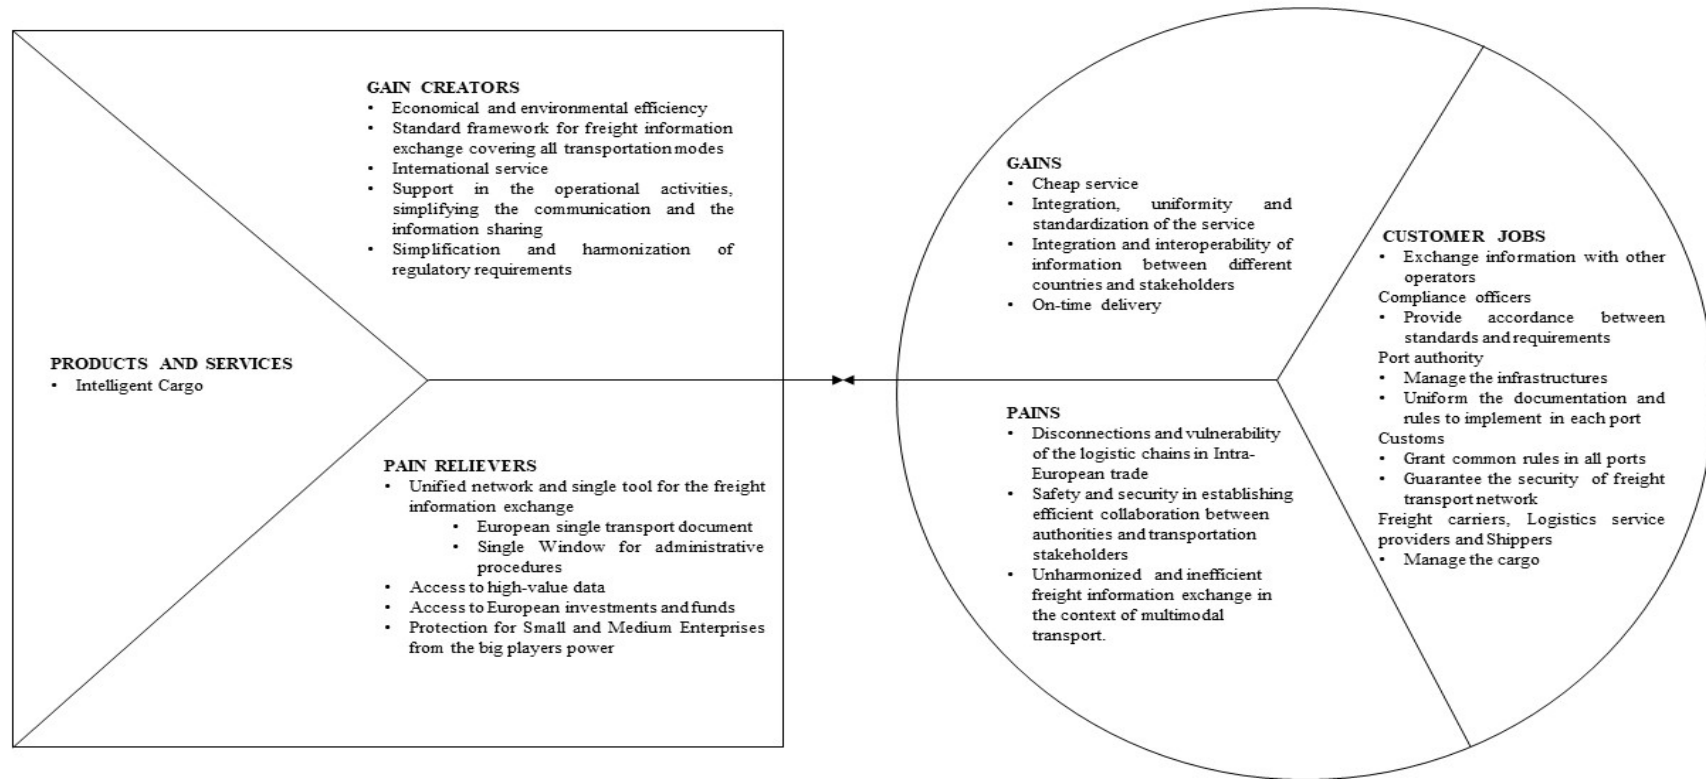 GAIN CREATORS
• Economical and environmental efficiency
• Standard framework for freight information
exchange covering all transportation modes
• International service
• Support in the operational activities,
simplifying the communication and the
information sharing
• Simplification and harmonization of
regulatory requirements
PRODUCTS AND SERVICES
• Intelligent Cargo
PAIN RELIEVERS
• Unified network and single tool for the freight
information exchange
• European single transport document
• Single Window for administrative
procedures
• Access to high-value data
• Access to European investments and funds
• Protection for Small and Medium Enterprises
from the big players power
GAINS
• Cheap service
• Integration, uniformity and
standardization of the service
• Integration and interoperability of
information between different
countries and stakeholders
• On-time delivery
PAINS
• Disconnections and vulnerability
of the logistic chains in Intra-
European trade
• Safety and security in establishing
efficient collaboration between
authorities and transportation
stakeholders
• Unharmonized and inefficient
freight information exchange in
the context of multimodal
transport.
CUSTOMER JOBS
• Exchange information with other
operators
Compliance officers
• Provide accordance between
standards and requirements
Port authority
• Manage the infrastructures
• Uniform the documentation and
rules to implement in each port
Customs
• Grant common rules in all ports
• Guarantee the security of freight
transport network
Freight carriers, Logistics service
providers and Shippers
• Manage the cargo